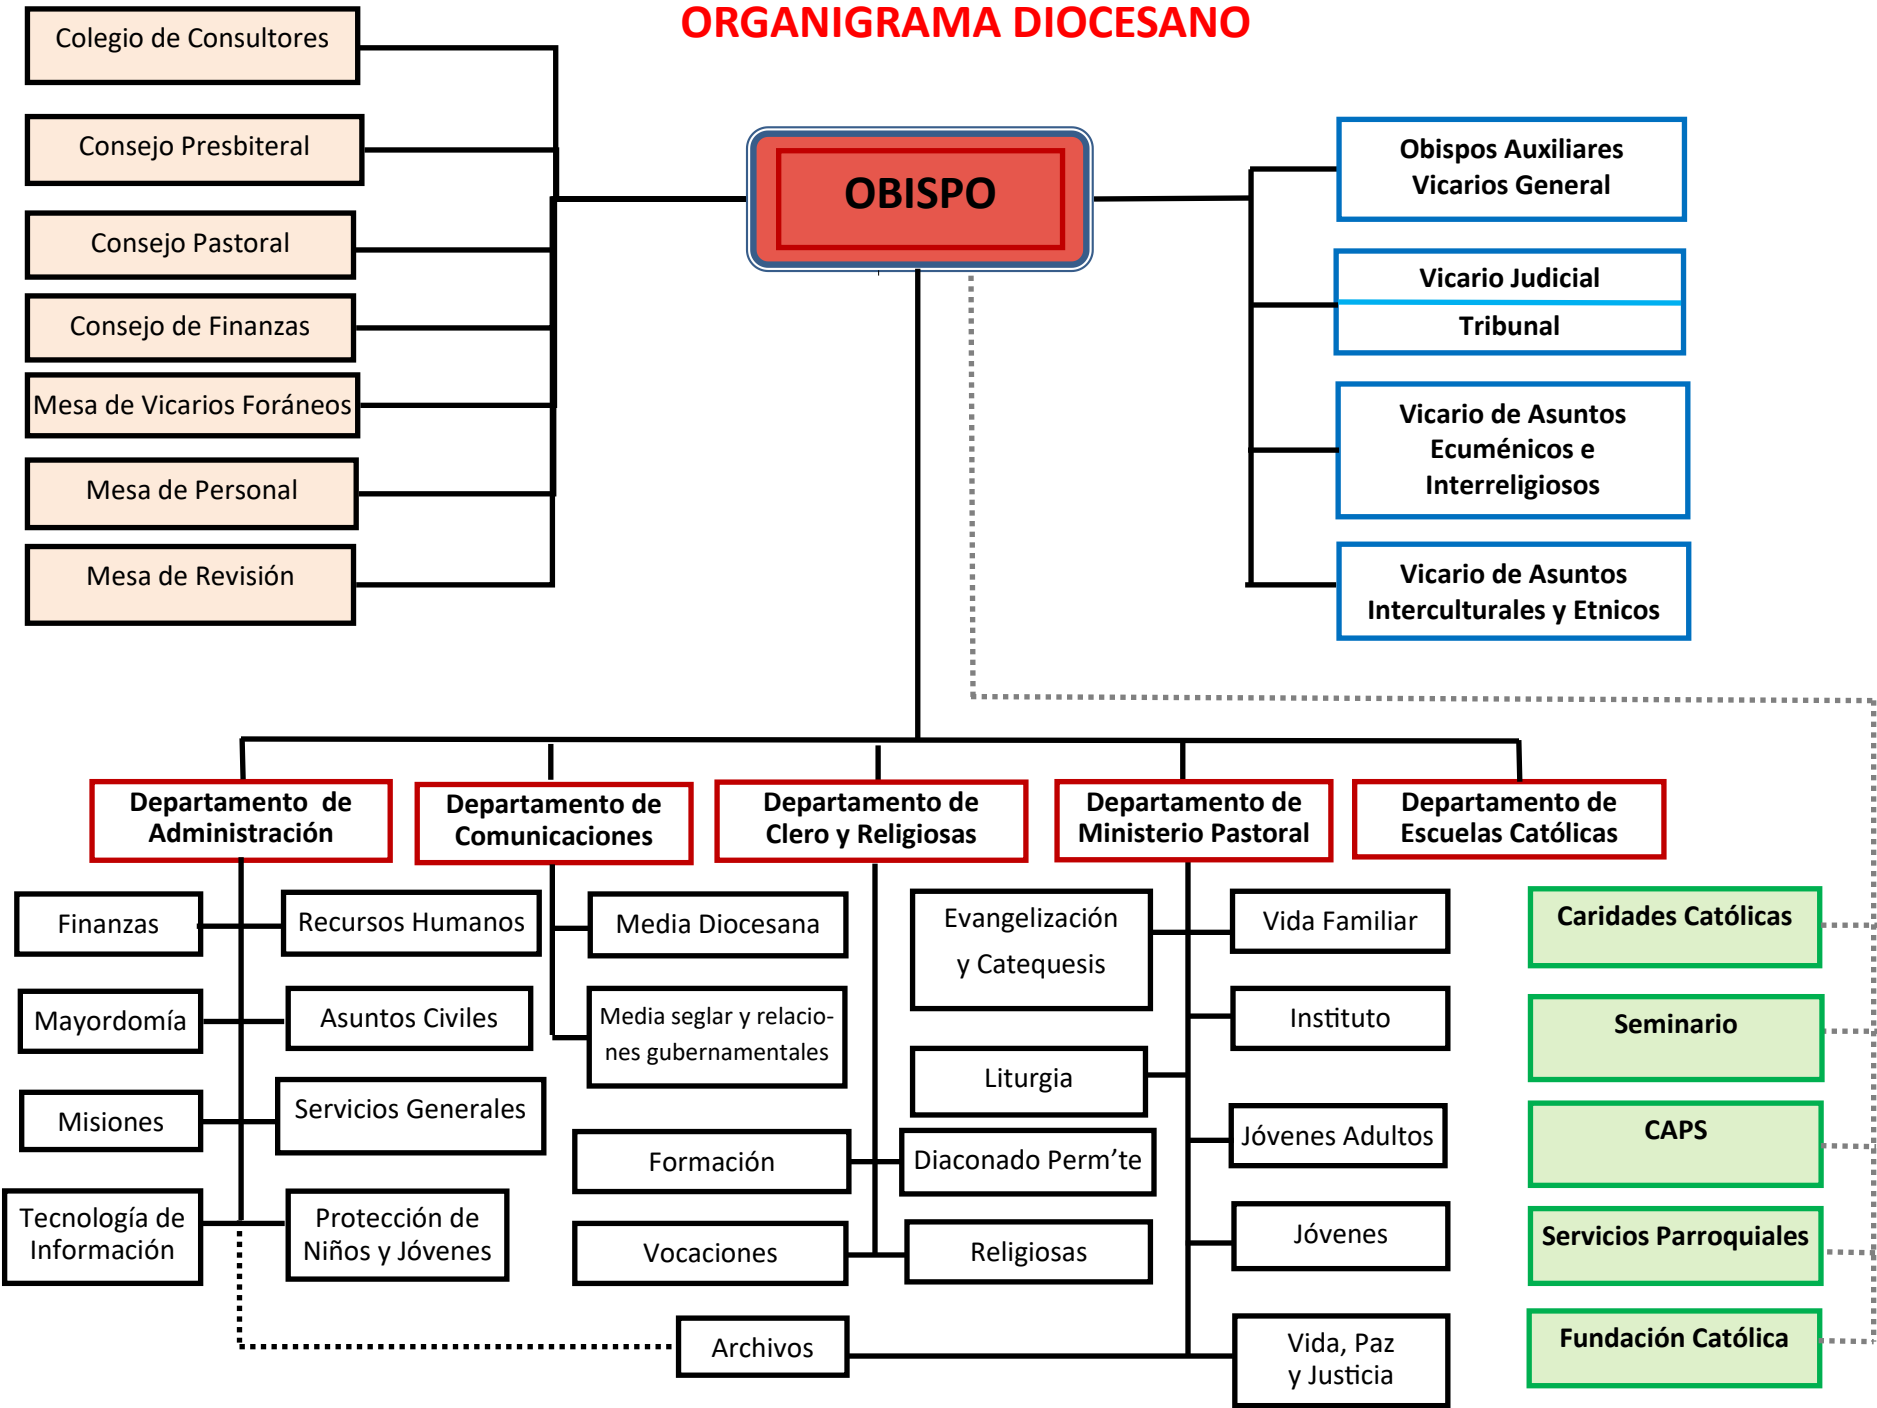 ORGANIGRAMA DIOCESANO
Colegio de Consultores
Consejo Presbiteral
Consejo Pastoral
Consejo de Finanzas
Mesa de Vicarios Foráneos
Mesa de Personal
Mesa de Revisión
OBISPO
Obispos Auxiliares
Vicarios General
Vicario Judicial
Tribunal
Vicario de Asuntos
Ecuménicos e
Interreligiosos
Vicario de Asuntos
Interculturales y Etnicos
Departamento de
Administración
Departamento de
Comunicaciones
Departamento de
Clero y Religiosas
Departamento de
Ministerio Pastoral
Departamento de
Escuelas Católicas
Finanzas
Recursos Humanos
Mayordomía
Asuntos Civiles
Misiones
Servicios Generales
Tecnología de
Información
Protección de
Niños y Jóvenes
Media Diocesana
Media seglar y relacio-
nes gubernamentales
Formación
Diaconado Perm’te
Vocaciones
Religiosas
Archivos
Evangelización
y Catequesis
Liturgia
Vida Familiar
Instituto
Jóvenes Adultos
Jóvenes
Vida, Paz
y Justicia
Caridades Católicas
Seminario
CAPS
Servicios Parroquiales
Fundación Católica